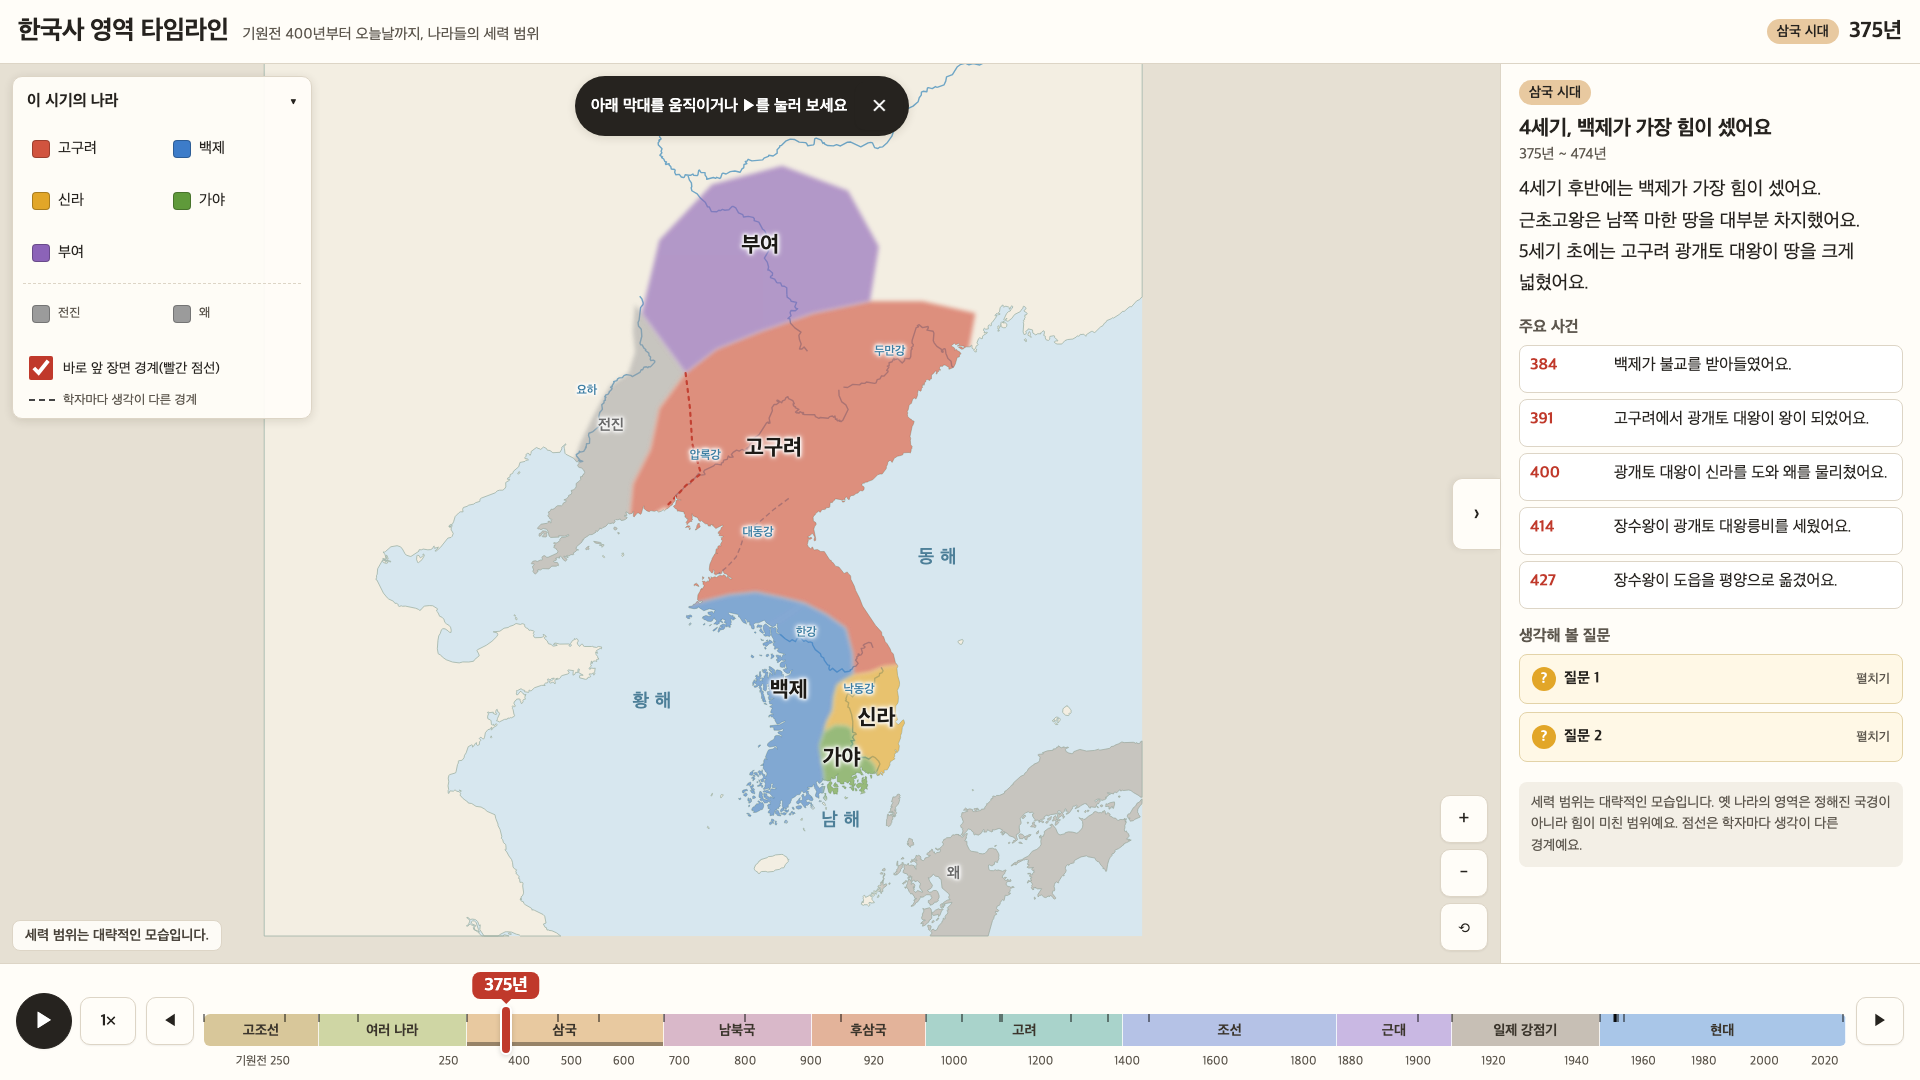 한국사 영역 타임라인 기원전 400년부터 오늘날까지, 나라들의 세력 범위
삼국 시대 375년
이 시기의 나라 ▼
고구려 백제
신라 가야
부여
전진 왜
바로 앞 장면 경계(빨간 점선)
학자마다 생각이 다른 경계
아래 막대를 움직이거나 ▶를 눌러 보세요 ✕
부여
두만강
요하
전진
고구려
압록강
대동강
동 해
한강
백제
낙동강
황 해
신라
가야
남 해
왜
세력 범위는 대략적인 모습입니다.
›
+
−
⟲
삼국 시대
4세기, 백제가 가장 힘이 셌어요
375년 ~ 474년
4세기 후반에는 백제가 가장 힘이 셌어요.
근초고왕은 남쪽 마한 땅을 대부분 차지했어요.
5세기 초에는 고구려 광개토 대왕이 땅을 크게
넓혔어요.
주요 사건
384 백제가 불교를 받아들였어요.
391 고구려에서 광개토 대왕이 왕이 되었어요.
400 광개토 대왕이 신라를 도와 왜를 물리쳤어요.
414 장수왕이 광개토 대왕릉비를 세웠어요.
427 장수왕이 도읍을 평양으로 옮겼어요.
생각해 볼 질문
? 질문 1 펼치기
? 질문 2 펼치기
세력 범위는 대략적인 모습입니다. 옛 나라의 영역은 정해진 국경이
아니라 힘이 미친 범위예요. 점선은 학자마다 생각이 다른
경계예요.
375년
▶ 1× ◀ ▶
고조선 여러 나라 삼국 남북국 후삼국 고려 조선 근대 일제 강점기 현대
기원전 250 250 400 500 600 700 800 900 920 1000 1200 1400 1600 1800 1880 1900 1920 1940 1960 1980 2000 2020